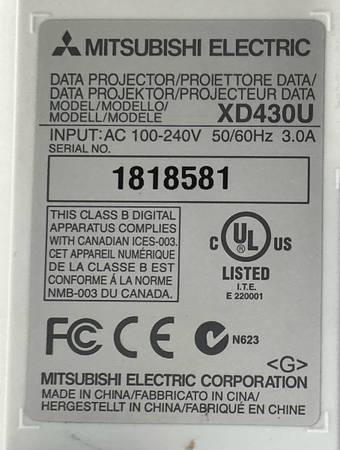 MITSUBISHI ELECTRIC
DATA PROJECTOR/PROIETTORE DATA/
DATA PROJEKTOR/PROJECTEUR DATA
MODEL/MODELLO/
MODELL/MODELE XD430U
INPUT:AC 100-240V 50/60Hz 3.0A
SERIAL NO.
1818581
THIS CLASS B DIGITAL
APPARATUS COMPLIES
WITH CANADIAN ICES-003.
CET APPAREIL NUMÉRIQUE
DE LA CLASSE B EST
CONFORME À LA NORME
NMB-003 DU CANADA.
C UL US
LISTED
I.T.E.
E 220001
FC CE N623
<G>
MITSUBISHI ELECTRIC CORPORATION
MADE IN CHINA/FABBRICATO IN CINA/
HERGESTELLT IN CHINA/FABRIQUÉ EN CHINE